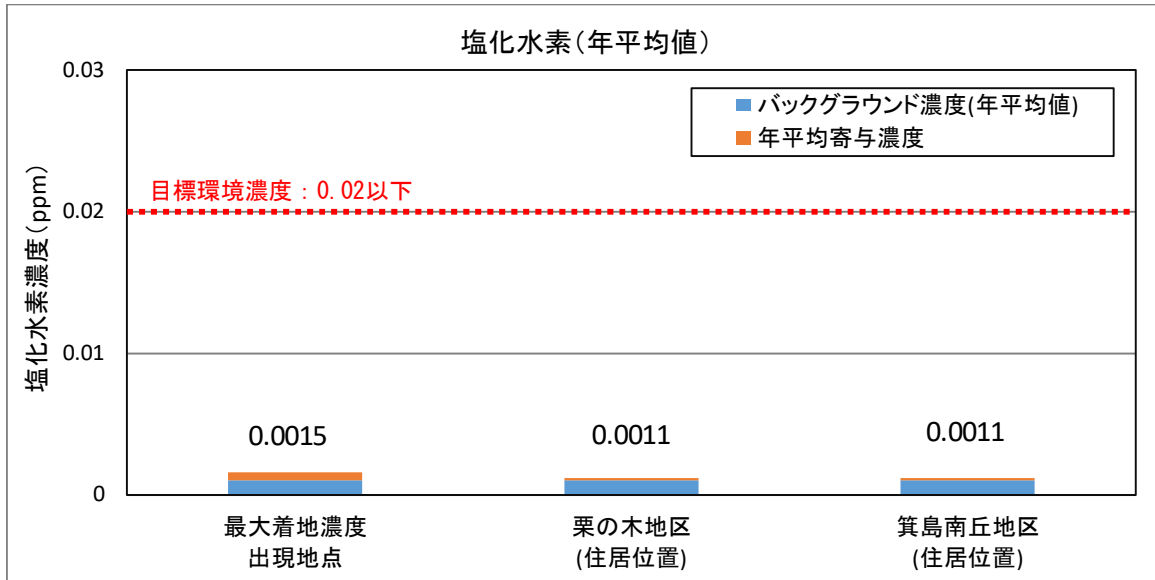 塩化水素(年平均値)
0.03
バックグラウンド濃度(年平均値)
年平均寄与濃度
目標環境濃度:0.02以下
0.02
塩化水素濃度(ppm)
0.01
0.0015
0.0011
0.0011
0
最大着地濃度
出現地点
栗の木地区
(住居位置)
箕島南丘地区
(住居位置)